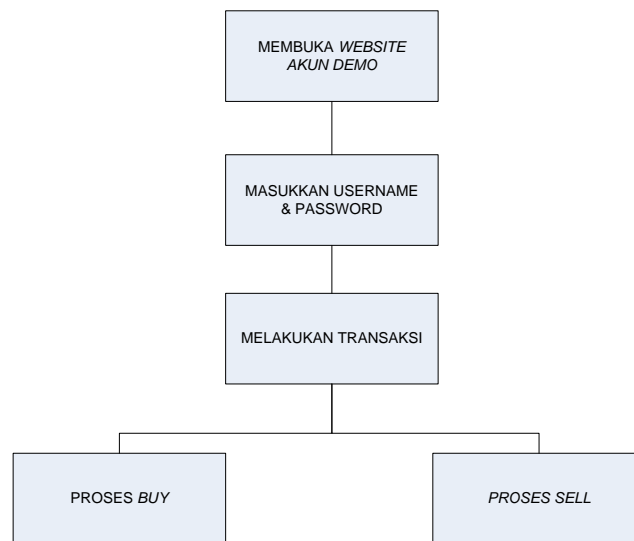 MEMBUKA WEBSITE
AKUN DEMO
MASUKKAN USERNAME
& PASSWORD
MELAKUKAN TRANSAKSI
PROSES BUY
PROSES SELL